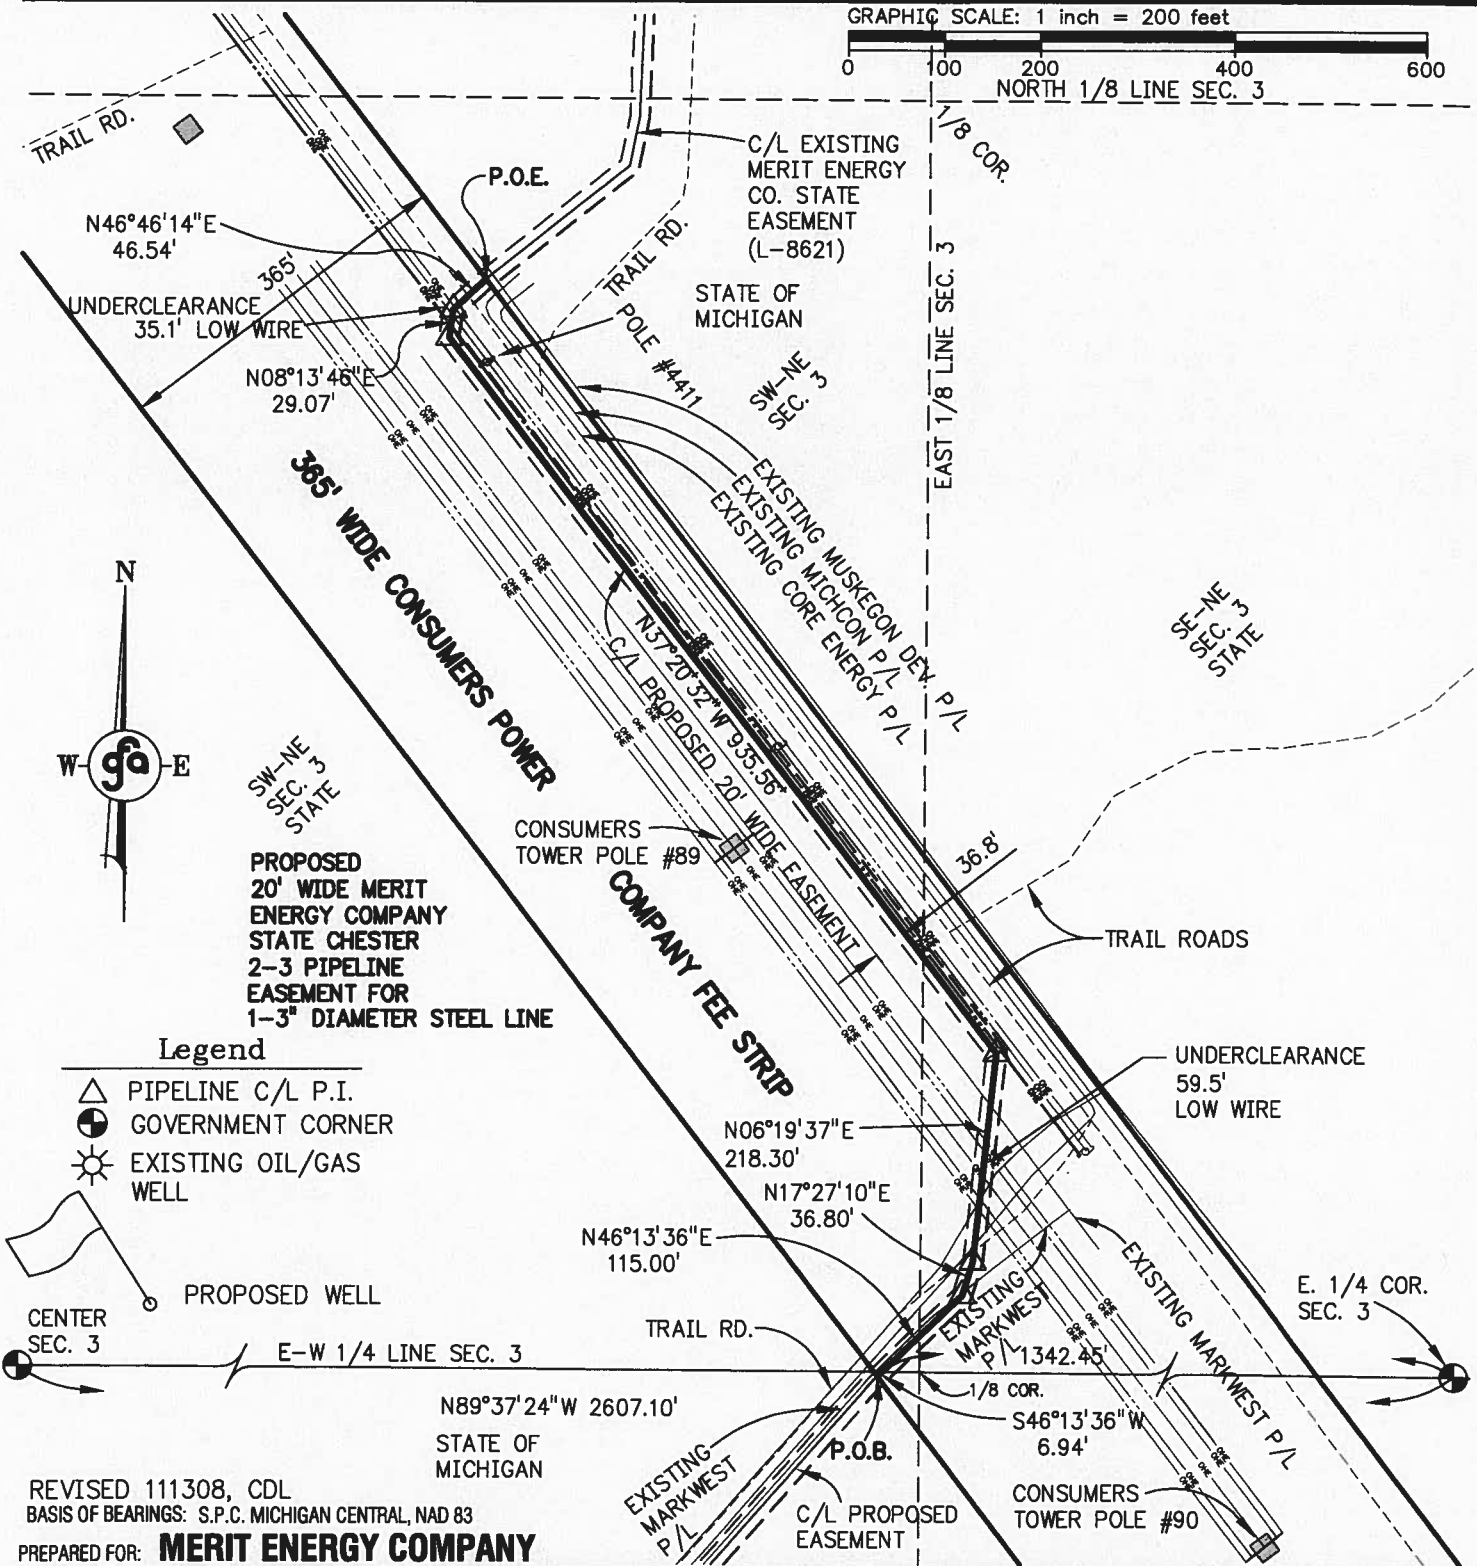 GRAPHIC SCALE: 1 inch = 200 feet
0 100 200 400 600
NORTH 1/8 LINE SEC. 3
TRAIL RD.
1/8 COR.
C/L EXISTING
MERIT ENERGY
CO. STATE
EASEMENT
(L-8621)
P.O.E.
N46°46'14"E
46.54'
365'
TRAIL RD.
EAST 1/8 LINE SEC. 3
UNDERCLEARANCE
35.1' LOW WIRE
STATE OF
MICHIGAN
POLE #4411
N08°13'46"E
29.07'
SW-NE
SEC. 3
EXISTING MUSKEGON DEV. P/L
EXISTING MICHCON P/L
EXISTING CORE ENERGY P/L
365' WIDE CONSUMERS POWER
COMPANY FEE STRIP
N
W
gfa
E
SE-NE
SEC. 3
STATE
N37°20'32"W 935.56'
C/L PROPOSED 20' WIDE EASEMENT
SW-NE
SEC. 3
STATE
CONSUMERS
TOWER POLE #89
36.8'
PROPOSED
20' WIDE MERIT
ENERGY COMPANY
STATE CHESTER
2-3 PIPELINE
EASEMENT FOR
1-3" DIAMETER STEEL LINE
TRAIL ROADS
Legend
PIPELINE C/L P.I.
GOVERNMENT CORNER
EXISTING OIL/GAS
WELL
PROPOSED WELL
UNDERCLEARANCE
59.5'
LOW WIRE
N06°19'37"E
218.30'
N17°27'10"E
36.80'
N46°13'36"E
115.00'
EXISTING
MARKWEST
P/L
EXISTING MARKWEST P/L
E. 1/4 COR.
SEC. 3
CENTER
SEC. 3
TRAIL RD.
E-W 1/4 LINE SEC. 3
1342.45'
1/8 COR.
N89°37'24"W 2607.10'
S46°13'36"W
6.94'
STATE OF
MICHIGAN
P.O.B.
EXISTING
MARKWEST
P/L
C/L PROPOSED
EASEMENT
CONSUMERS
TOWER POLE #90
REVISED 111308, CDL
BASIS OF BEARINGS: S.P.C. MICHIGAN CENTRAL, NAD 83
PREPARED FOR: MERIT ENERGY COMPANY